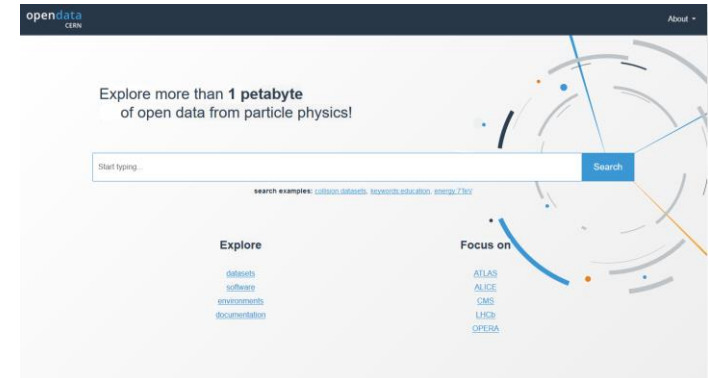 opendata
CERN
About
Explore more than 1 petabyte
of open data from particle physics!
Start typing...
Search
search examples: collision datasets, keywords:education, energy:7TeV
Explore
Focus on
datasets
ATLAS
software
ALICE
environments
CMS
documentation
LHCb
OPERA